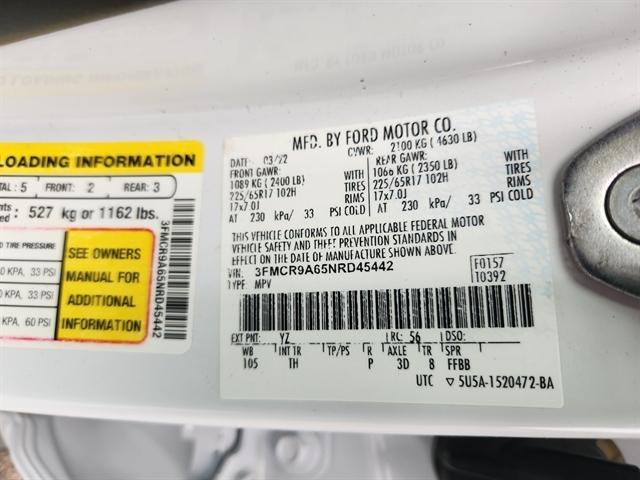 LOADING INFORMATION
TAL : 5 FRONT: 2 REAR: 3
527 kg or 1162 lbs.
TIRE PRESSURE
KPA, 33 PSI
KPA, 33 PSI
KPA, 60 PSI
SEE OWNERS
MANUAL FOR
ADDITIONAL
INFORMATION
3FMCR9A65NRD45442
MFD. BY FORD MOTOR CO.
DATE: 03/22 GVWR: 2100 KG ( 4630 LB)
FRONT GAWR: REAR GAWR:
1089 KG ( 2400 LB) WITH 1066 KG ( 2350 LB) WITH
225/65R17 102H TIRES 225/65R17 102H TIRES
17x7.0J RIMS 17x7.0J RIMS
AT 230 kPa/ 33 PSI COLD AT 230 kPa/ 33 PSI COLD
THIS VEHICLE CONFORMS TO ALL APPLICABLE FEDERAL MOTOR
VEHICLE SAFETY AND THEFT PREVENTION STANDARDS IN
EFFECT ON THE DATE OF MANUFACTURE SHOWN ABOVE.
VIN: 3FMCR9A65NRD45442 F0157
TYPE: MPV 10392
EXT PNT: YZ RC: 56 DSO:
WB INT TR TP/PS R AXLE TR SPR
105 TH P 3D 8 FFBB
UTC ▽ 5U5A-1520472-BA